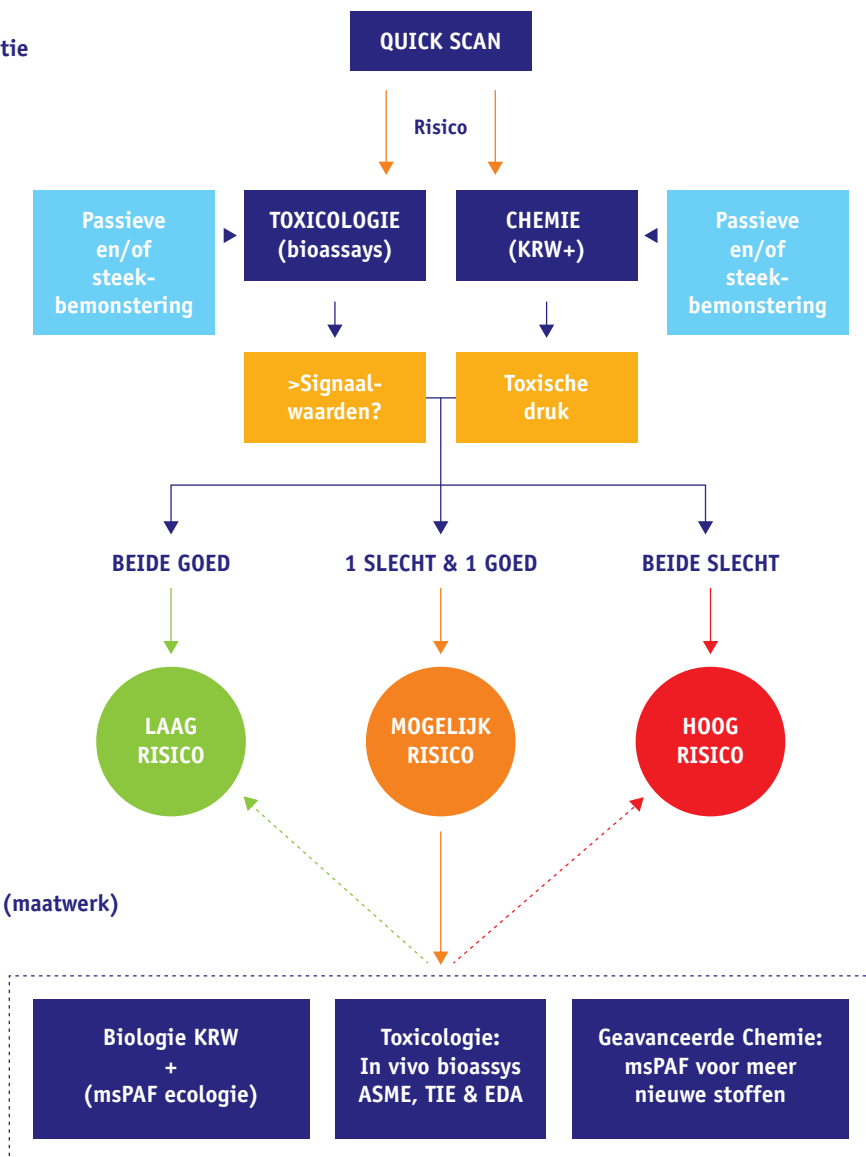 tie
QUICK SCAN
Risico
Passieve
en/of
steek-
bemonstering
TOXICOLOGIE
(bioassays)
CHEMIE
(KRW+)
Passieve
en/of
steek-
bemonstering
>Signaal-
waarden?
Toxische
druk
BEIDE GOED
1 SLECHT & 1 GOED
BEIDE SLECHT
LAAG
RISICO
MOGELIJK
RISICO
HOOG
RISICO
(maatwerk)
Biologie KRW
+
(msPAF ecologie)
Toxicologie:
In vivo bioassys
ASME, TIE & EDA
Geavanceerde Chemie:
msPAF voor meer
nieuwe stoffen